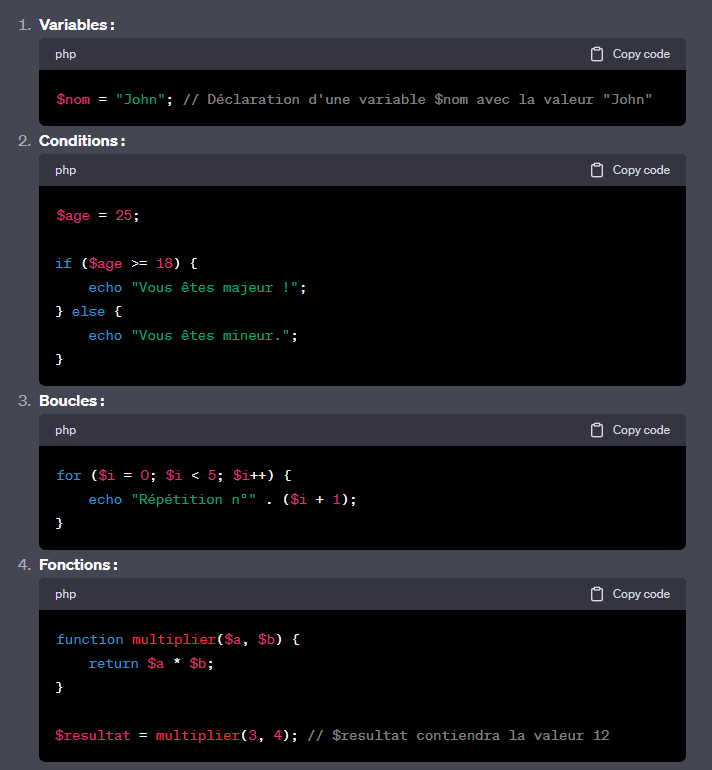 1. Variables :
php Copy code
$nom = "John"; // Déclaration d'une variable $nom avec la valeur "John"
2. Conditions :
php Copy code
$age = 25;
if ($age >= 18) {
    echo "Vous êtes majeur !";
} else {
    echo "Vous êtes mineur.";
}
3. Boucles :
php Copy code
for ($i = 0; $i < 5; $i++) {
    echo "Répétition n°" . ($i + 1);
}
4. Fonctions :
php Copy code
function multiplier($a, $b) {
    return $a * $b;
}
$resultat = multiplier(3, 4); // $resultat contiendra la valeur 12